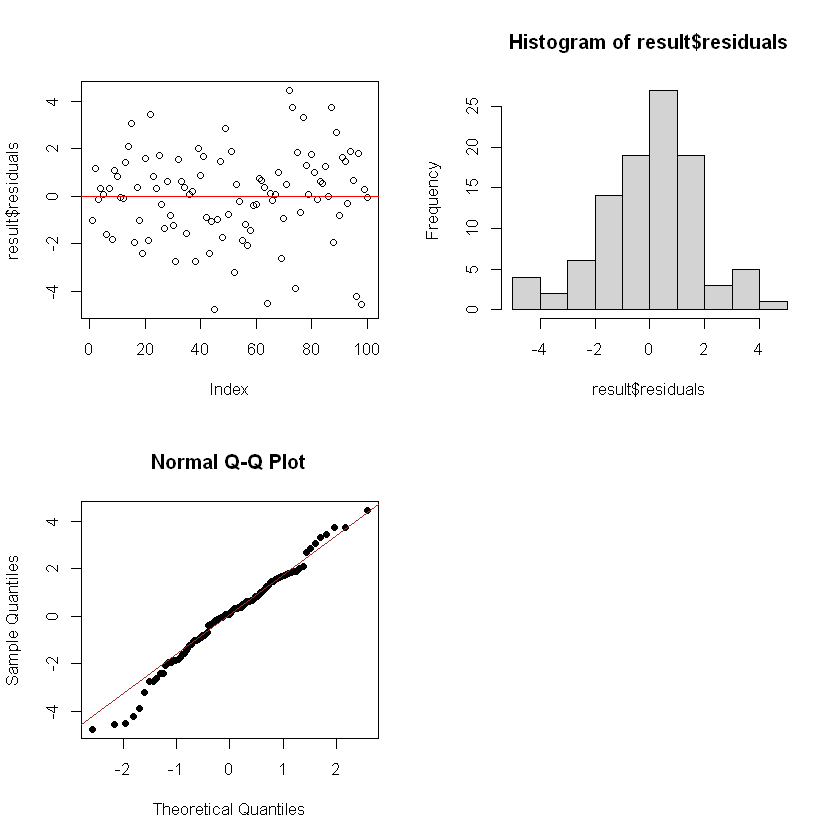 result$residuals
4
2
0
-2
-4
0 20 40 60 80 100
Index
Histogram of result$residuals
Frequency
25
20
15
10
5
0
-4 -2 0 2 4
result$residuals
Normal Q-Q Plot
Sample Quantiles
4
2
0
-2
-4
-2 -1 0 1 2
Theoretical Quantiles